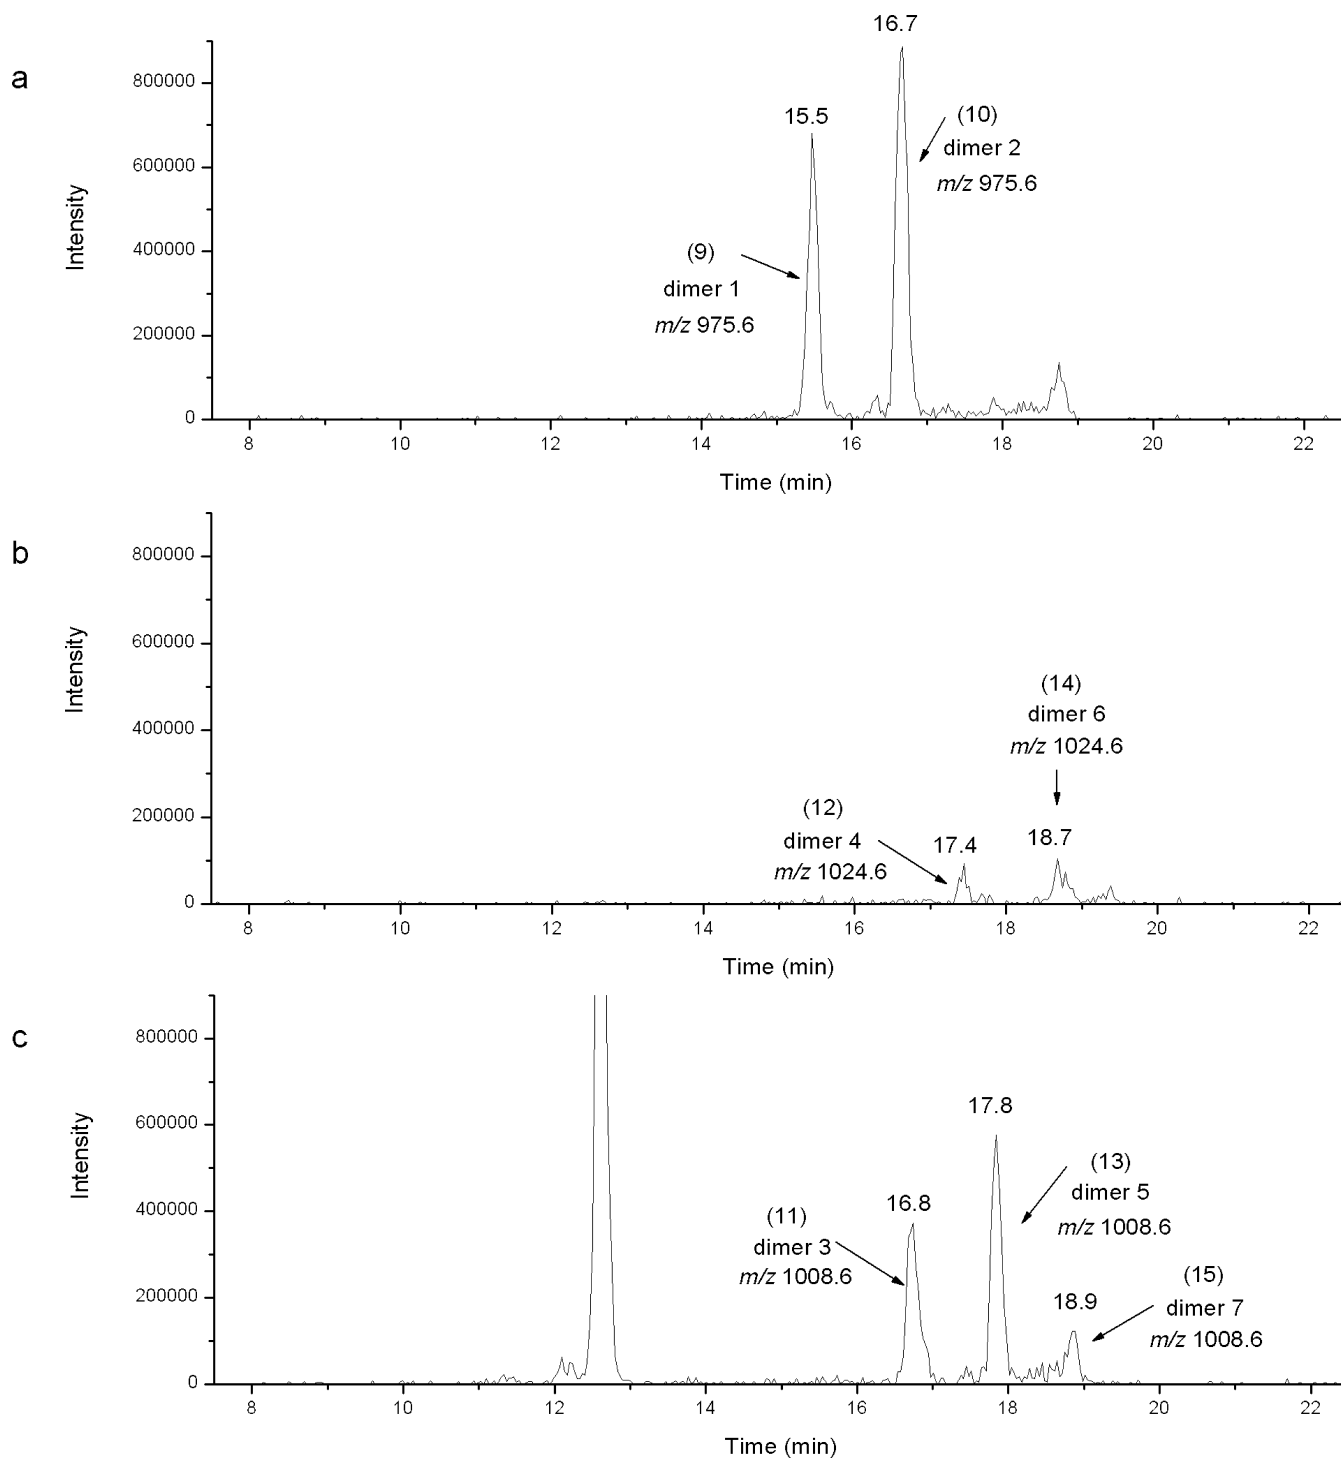 a
16.7
800000
15.5
(10)
dimer 2
m/z 975.6
600000
Intensity
400000
(9)
dimer 1
m/z 975.6
200000
0
8 10 12 14 16 18 20 22
Time (min)
b
800000
600000
Intensity
(14)
dimer 6
m/z 1024.6
400000
200000
(12)
dimer 4
m/z 1024.6
17.4
18.7
0
8 10 12 14 16 18 20 22
Time (min)
c
800000
17.8
600000
Intensity
(13)
dimer 5
m/z 1008.6
400000
16.8
(11)
dimer 3
m/z 1008.6
200000
18.9
(15)
dimer 7
m/z 1008.6
0
8 10 12 14 16 18 20 22
Time (min)